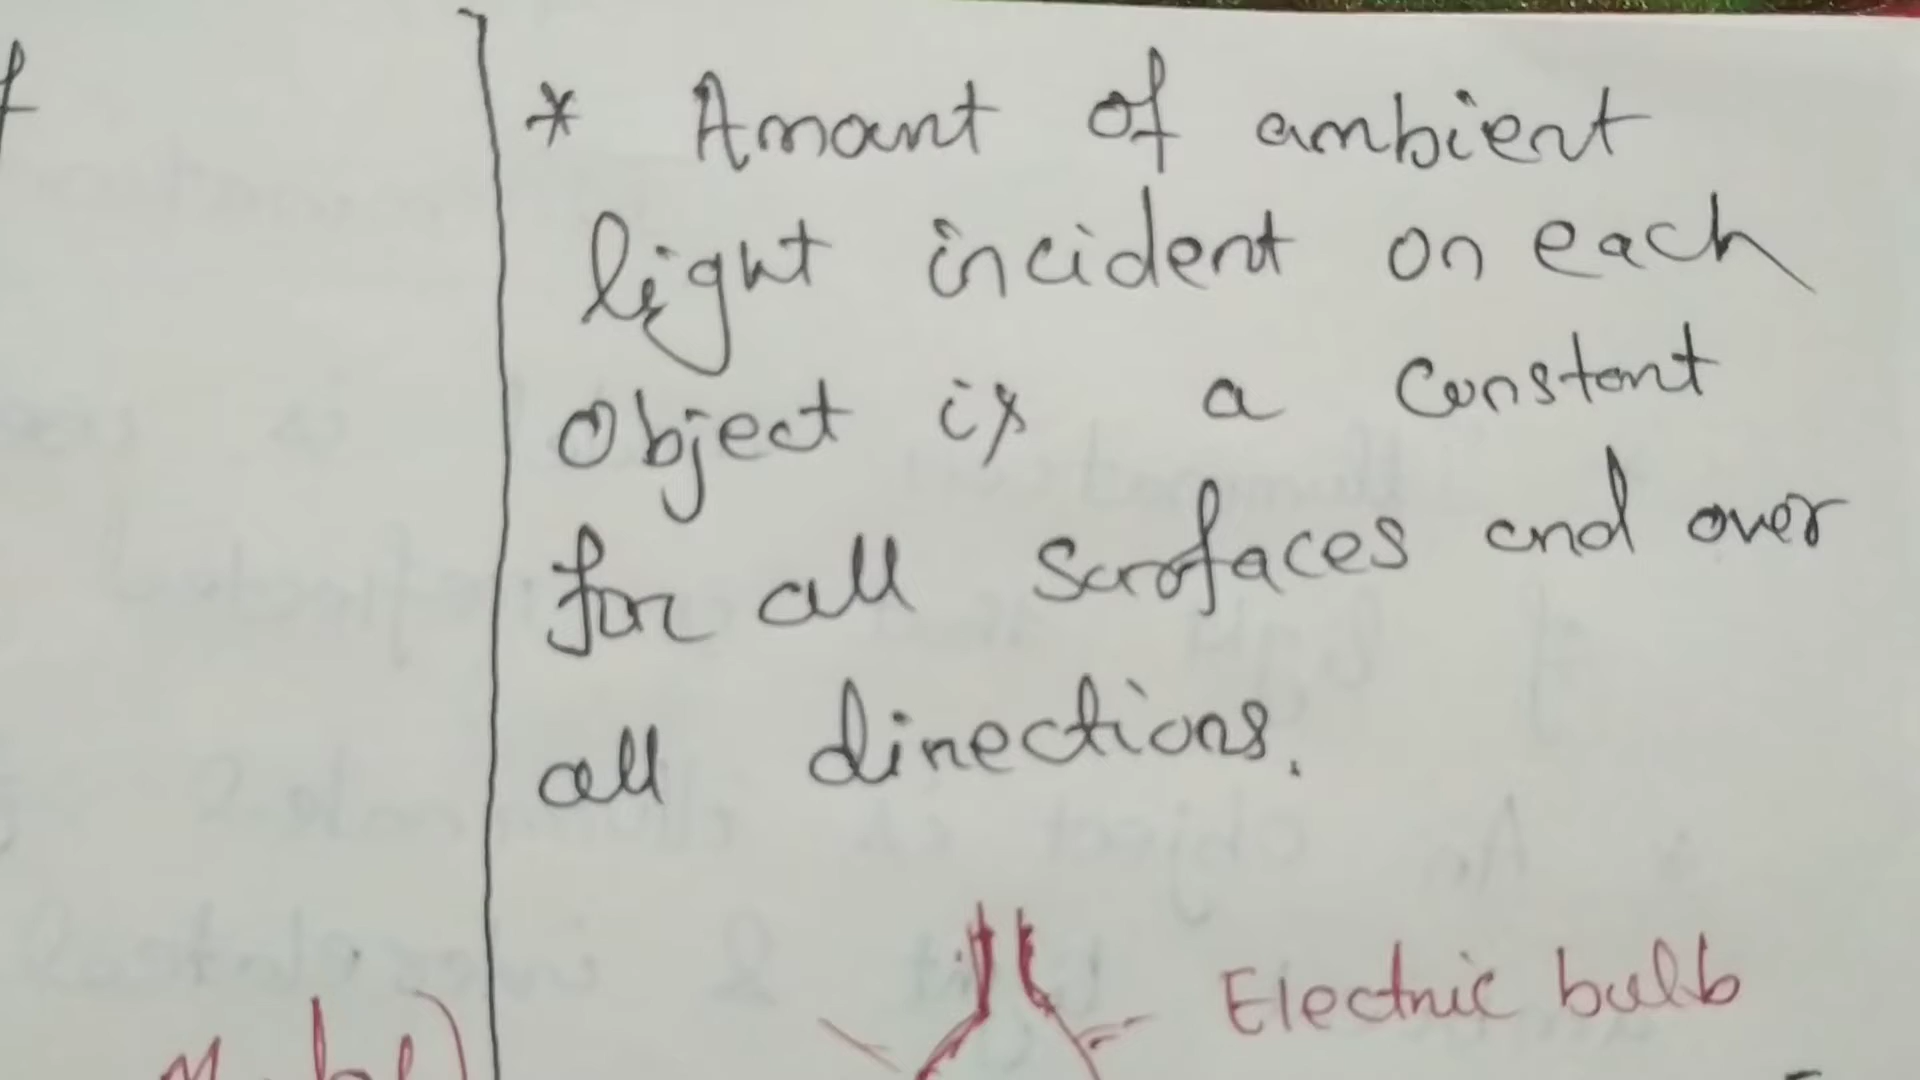 * Amount of ambient
light incident on each
object is a constant
for all surfaces and over
all directions.
Electric bulb